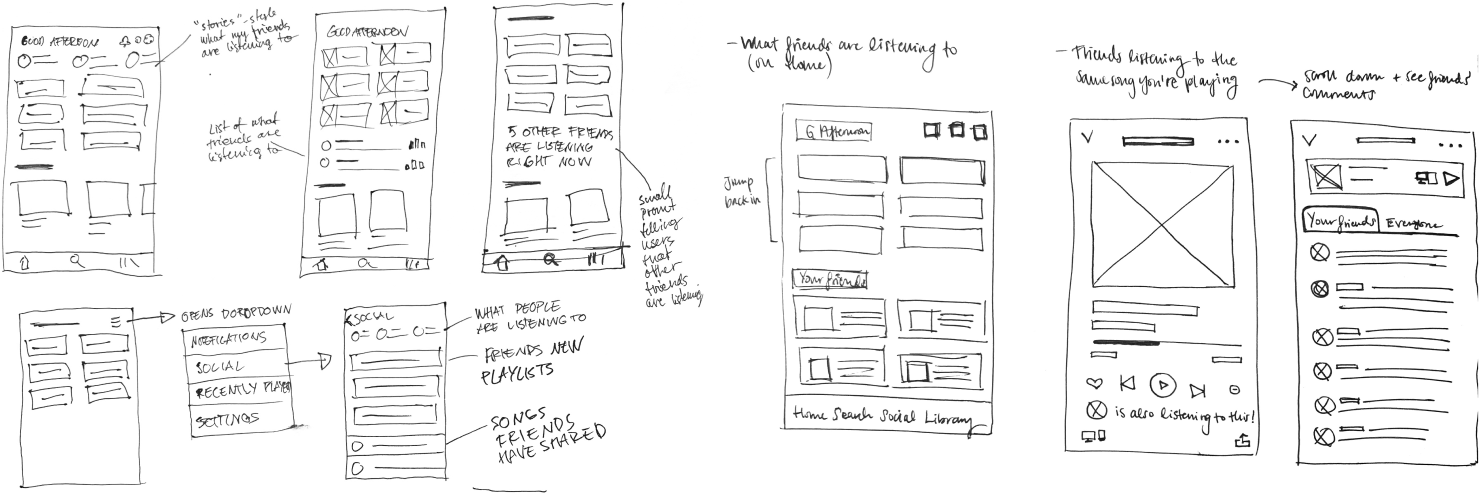 "stories"-style
what my friends
are listening to
GOOD AFTEROON
List of what
friends are
listening to
GOOD AFTERNOON
5 OTHER FRIENDS
ARE LISTENING
RIGHT NOW
small
promt
telling
users
that
other
friends
are listening.
OPENS DORDPDOWN
NOTIFICATIONS
SOCIAL
RECENTLY PLAYED
SETTINGS
SOCIAL
WHAT PEOPLE
ARE LISTENING TO
FRIENDS NEW
PLAYLISTS
SONGS
FRIENDS
HAVE SHARED
- What friends are listening to
(on home)
G Afternoon
Jump
back in
Your friends
Home Search Social Library
- Friends listening to the
same song you're playing
scroll down + see friends'
comments
is also listening to this!
Your friends Everyone